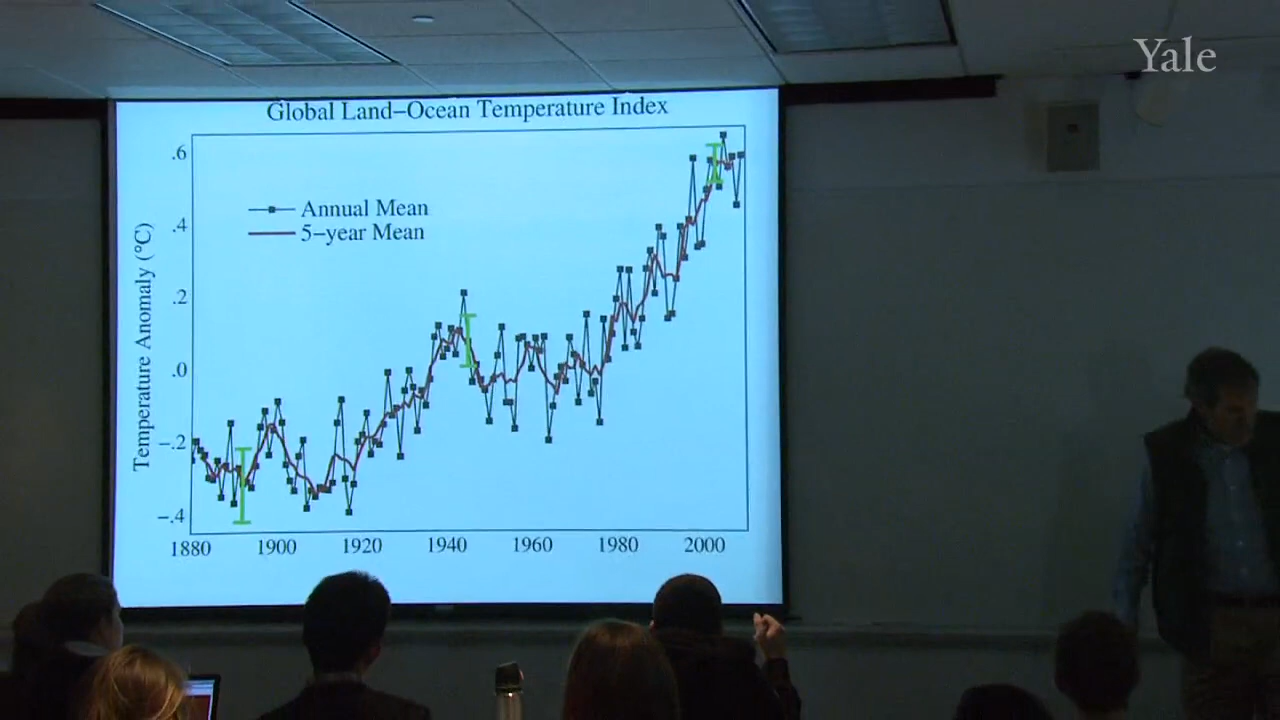 Yale
Global Land−Ocean Temperature Index
.6
Annual Mean
.4
5−year Mean
.2
Temperature Anomaly (°C)
.0
−.2
−.4
1880 1900 1920 1940 1960 1980 2000